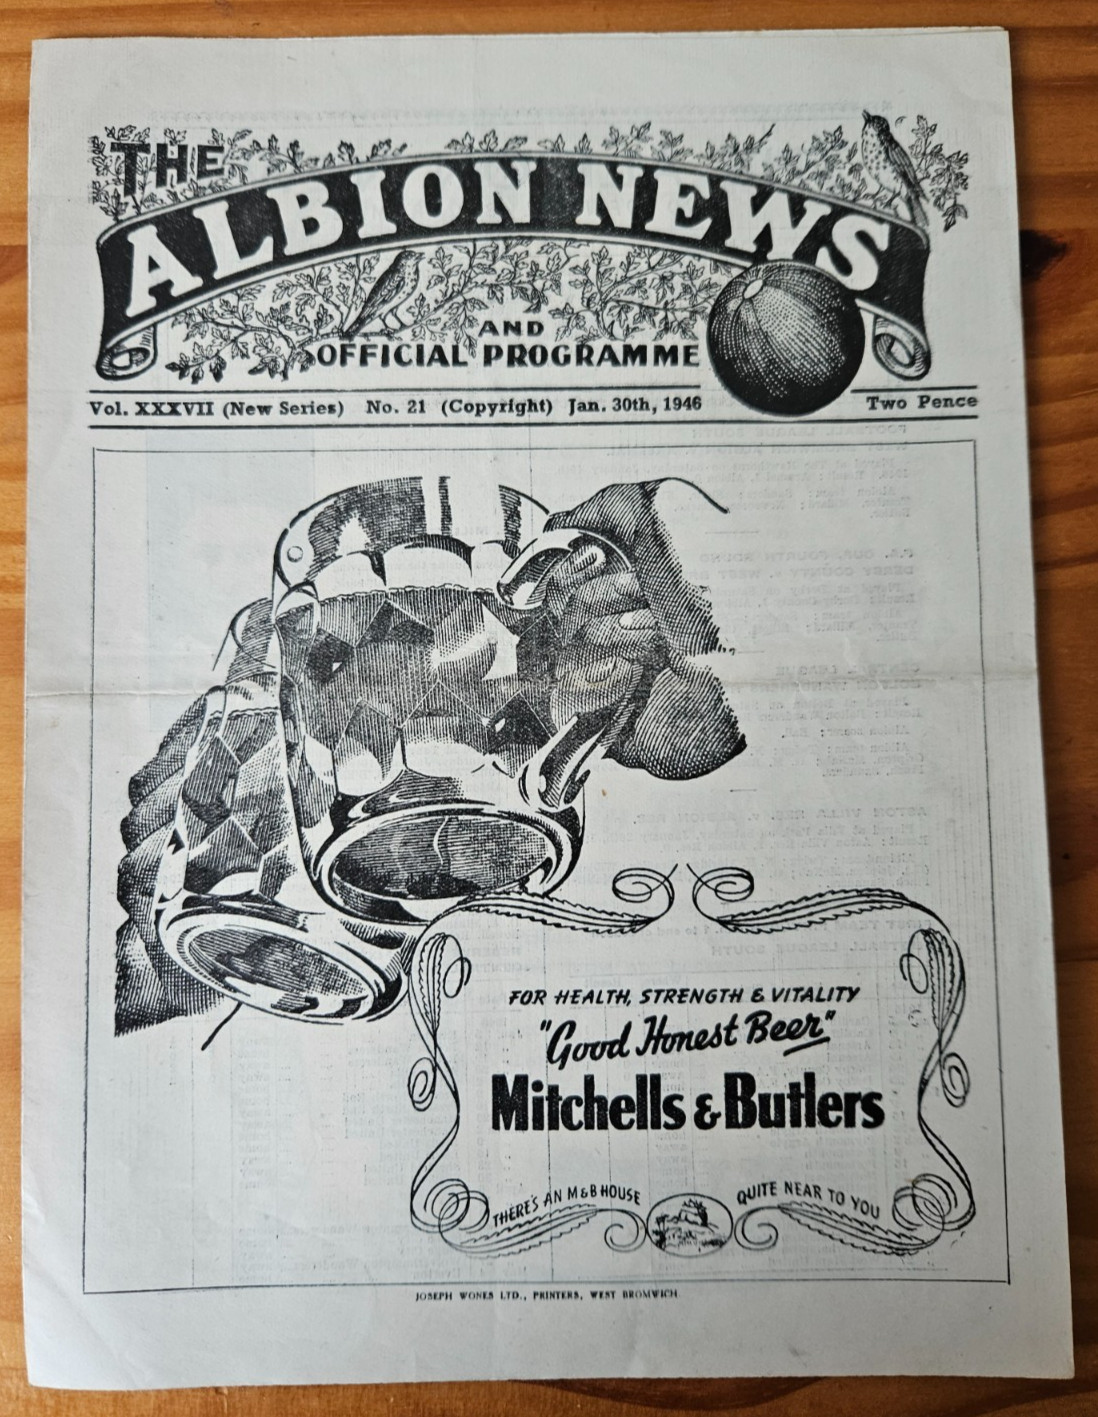 THE
ALBION NEWS
AND
OFFICIAL PROGRAMME
Vol. XXXVII (New Series) No. 21 (Copyright) Jan. 30th, 1946 Two Pence
FOR HEALTH, STRENGTH & VITALITY
"Good Honest Beer"
Mitchells & Butlers
THERE'S AN M&B HOUSE QUITE NEAR TO YOU
JOSEPH WONES LTD., PRINTERS, WEST BROMWICH